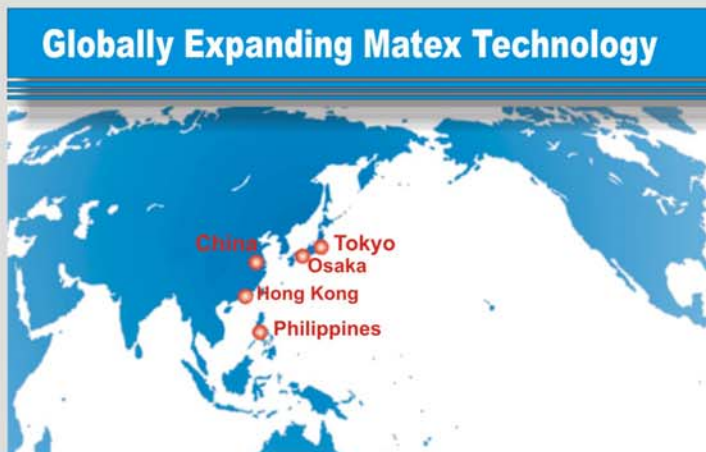 Globally Expanding Matex Technology
China
Tokyo
Osaka
Hong Kong
Philippines